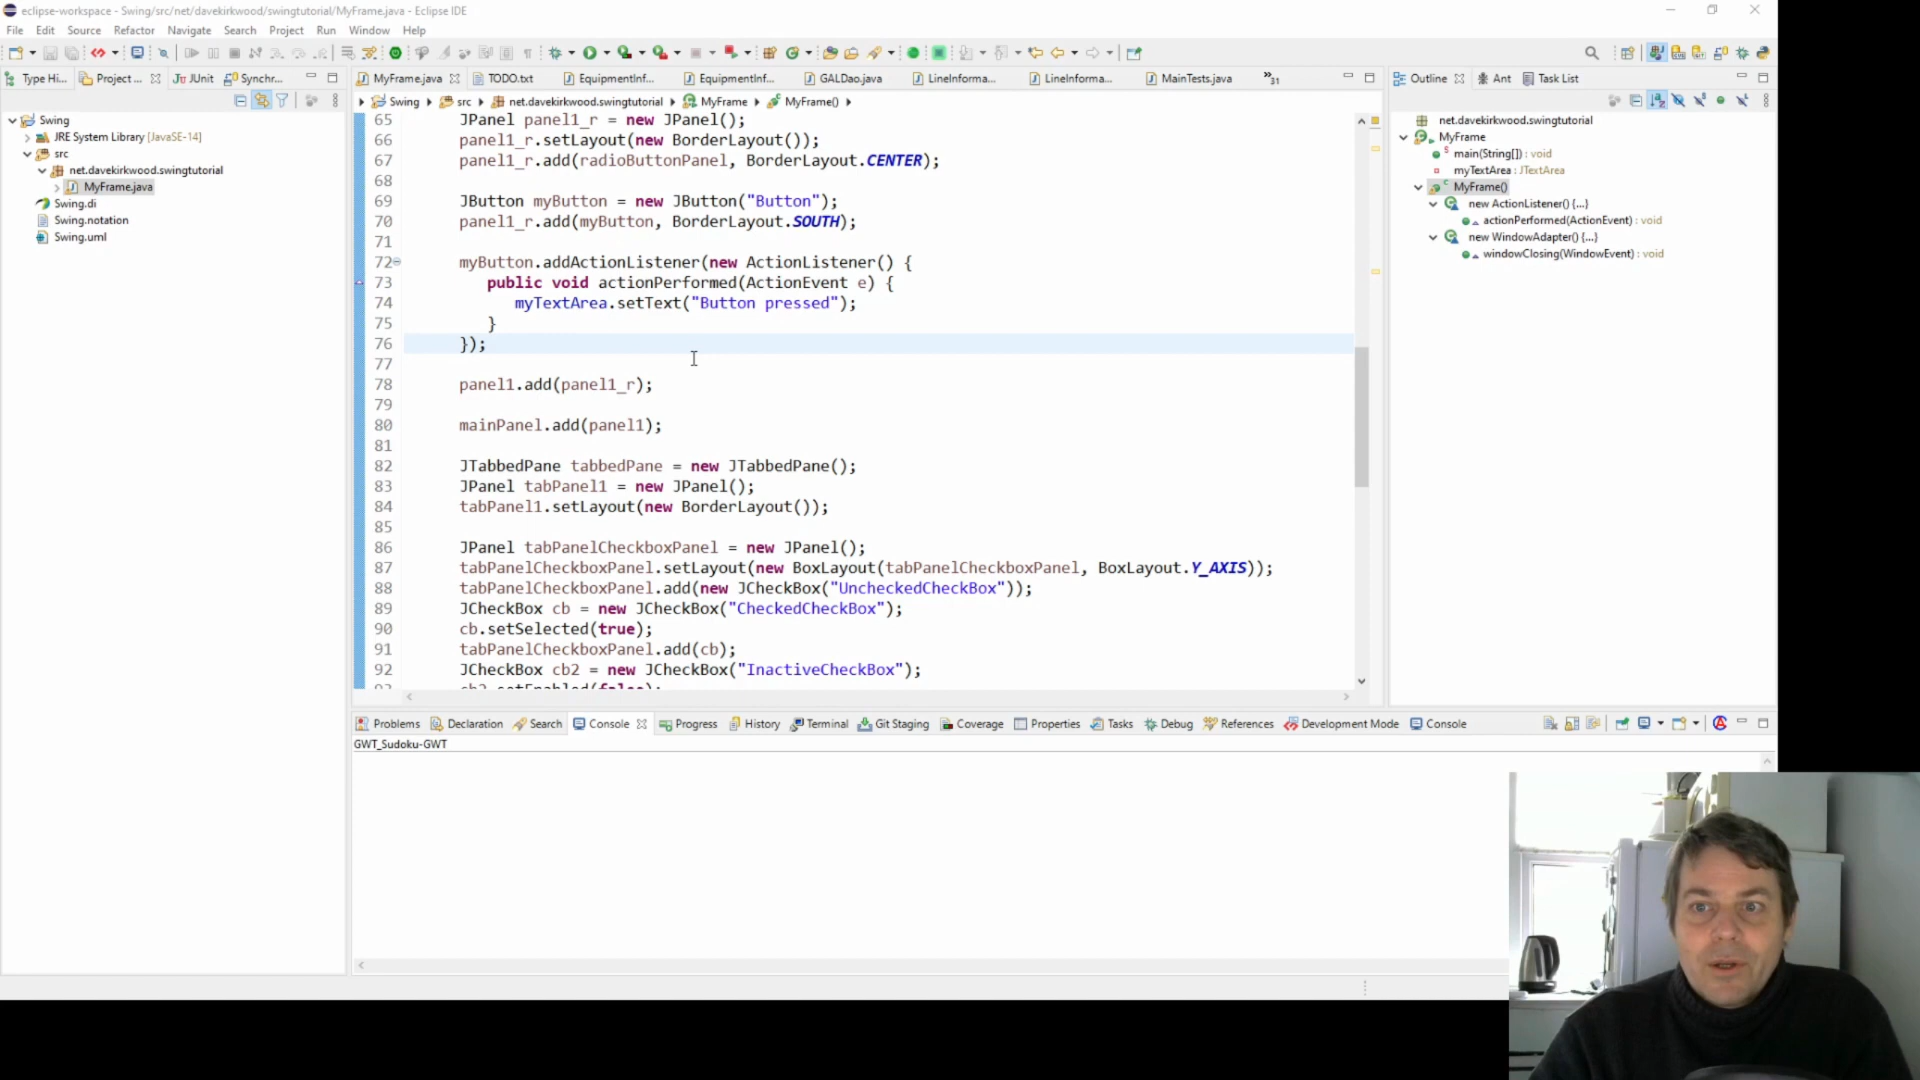 eclipse-workspace - Swing/src/net/davekirkwood/swingtutorial/MyFrame.java - Eclipse IDE
File Edit Source Refactor Navigate Search Project Run Window Help
Type Hi... Project ... JUnit Synchr...
MyFrame.java TODO.txt EquipmentInf... EquipmentInf... GALDao.java LineInforma... LineInforma... MainTests.java »31
Outline Ant Task List
Swing src net.davekirkwood.swingtutorial MyFrame MyFrame()
Swing
JRE System Library [JavaSE-14]
src
net.davekirkwood.swingtutorial
MyFrame.java
Swing.di
Swing.notation
Swing.uml
65 JPanel panel1_r = new JPanel();
66 panel1_r.setLayout(new BorderLayout());
67 panel1_r.add(radioButtonPanel, BorderLayout.CENTER);
68
69 JButton myButton = new JButton("Button");
70 panel1_r.add(myButton, BorderLayout.SOUTH);
71
72 myButton.addActionListener(new ActionListener() {
73 public void actionPerformed(ActionEvent e) {
74 myTextArea.setText("Button pressed");
75 }
76 });
77
78 panel1.add(panel1_r);
79
80 mainPanel.add(panel1);
81
82 JTabbedPane tabbedPane = new JTabbedPane();
83 JPanel tabPanel1 = new JPanel();
84 tabPanel1.setLayout(new BorderLayout());
85
86 JPanel tabPanelCheckboxPanel = new JPanel();
87 tabPanelCheckboxPanel.setLayout(new BoxLayout(tabPanelCheckboxPanel, BoxLayout.Y_AXIS));
88 tabPanelCheckboxPanel.add(new JCheckBox("UncheckedCheckBox"));
89 JCheckBox cb = new JCheckBox("CheckedCheckBox");
90 cb.setSelected(true);
91 tabPanelCheckboxPanel.add(cb);
92 JCheckBox cb2 = new JCheckBox("InactiveCheckBox");
93 cb2.setEnabled(false);
net.davekirkwood.swingtutorial
MyFrame
main(String[]) : void
myTextArea : JTextArea
MyFrame()
new ActionListener() {...}
actionPerformed(ActionEvent) : void
new WindowAdapter() {...}
windowClosing(WindowEvent) : void
Problems Declaration Search Console Progress History Terminal Git Staging Coverage Properties Tasks Debug References Development Mode Console
GWT_Sudoku-GWT